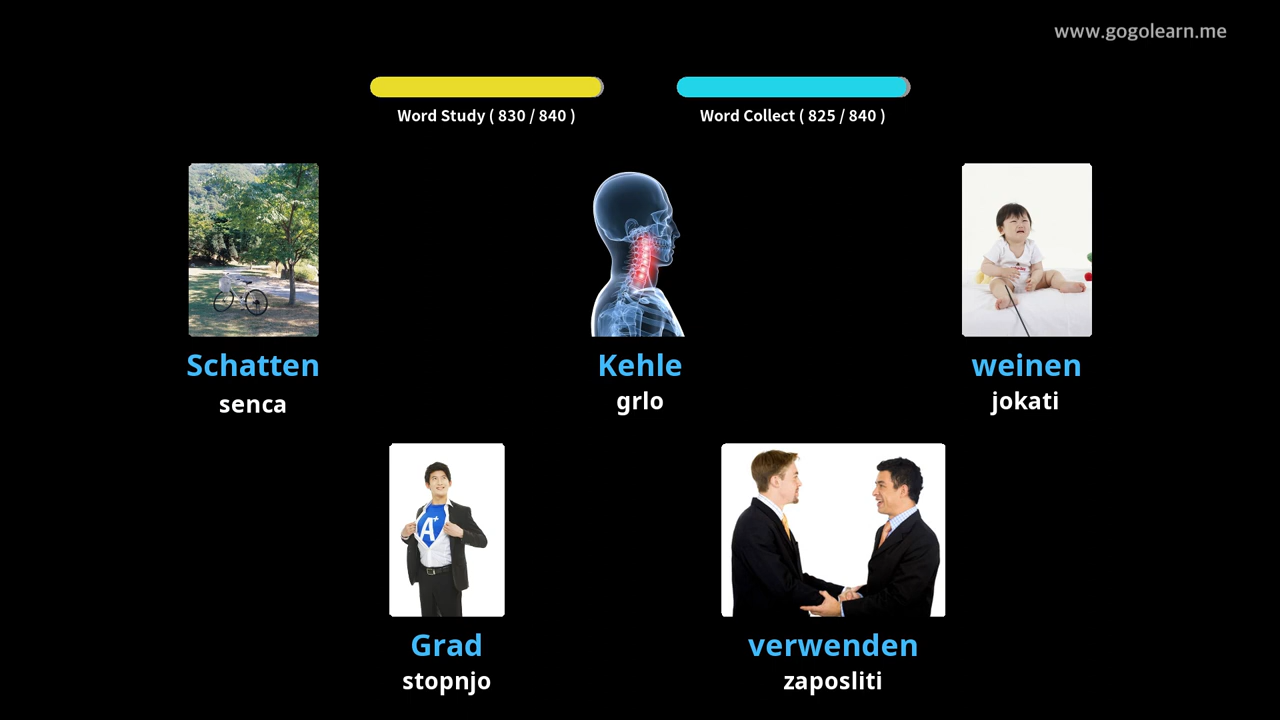 www.gogolearn.me
Word Study ( 830 / 840 )
Word Collect ( 825 / 840 )
Schatten
senca
Kehle
grlo
weinen
jokati
A+
Grad
stopnjo
verwenden
zaposliti